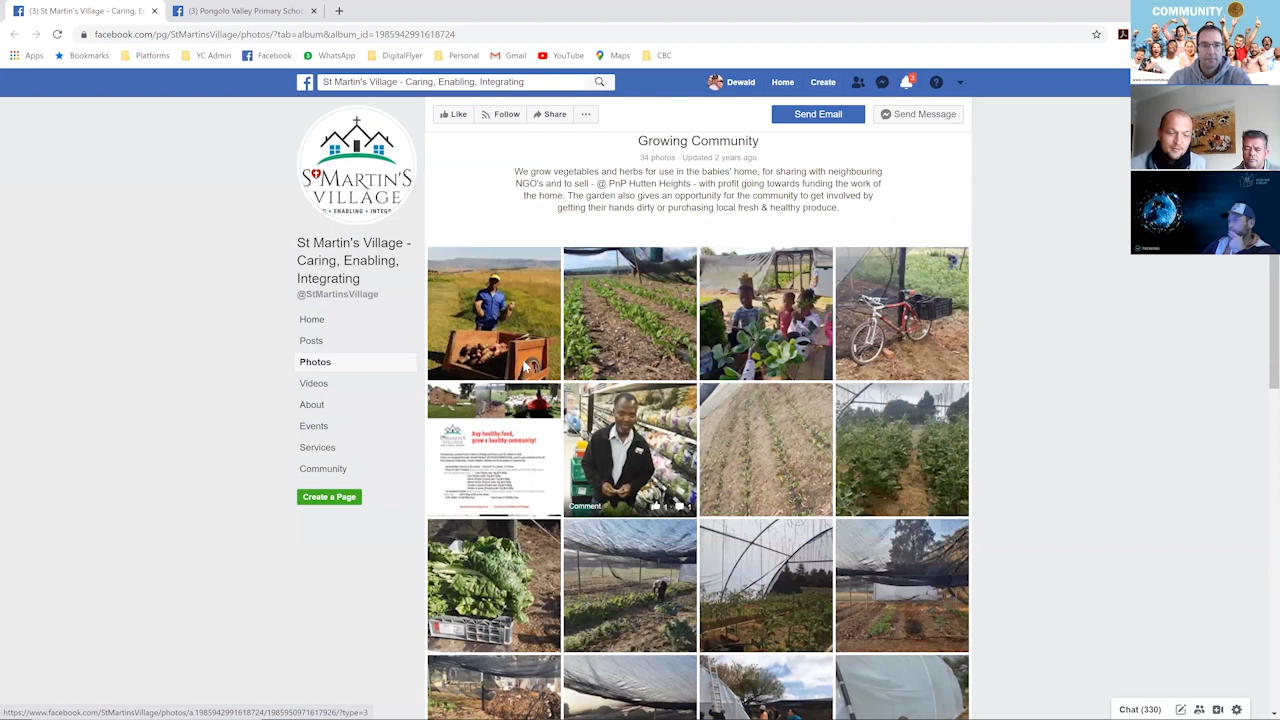 (3) St Martin's Village - Caring, E
(3) Pongolo Valley Primary Schoo
facebook.com/pg/StMartinsVillage/photos/?tab=album&album_id=1985942991618724
Apps
Bookmarks
Platforms
YC Admin
Facebook
WhatsApp
DigitalFlyer
Personal
Gmail
YouTube
Maps
CBC
COMMUNITY
St Martin's Village - Caring, Enabling, Integrating
Dewald
Home
Create
3
Like
Follow
Share
Send Email
Send Message
Growing Community
34 photos · Updated 2 years ago
We grow vegetables and herbs for use in the babies' home, for sharing with neighbouring
NGO's and to sell - @ PnP Hutten Heights - with profit going towards funding the work of
the home. The garden also gives an opportunity for the community to get involved by
getting their hands dirty or purchasing local fresh & healthy produce.
ST MARTIN'S
VILLAGE
• ENABLING •
St Martin's Village -
Caring, Enabling,
Integrating
@StMartinsVillage
Home
Posts
Photos
Videos
About
Events
Services
Community
Create a Page
Buy healthy food,
grow a healthy community!
Comment
1
1
https://www.facebook.com/StMartinsVillage/photos/a.1985942991618724/1985950971617926/?type=3
Chat (330)